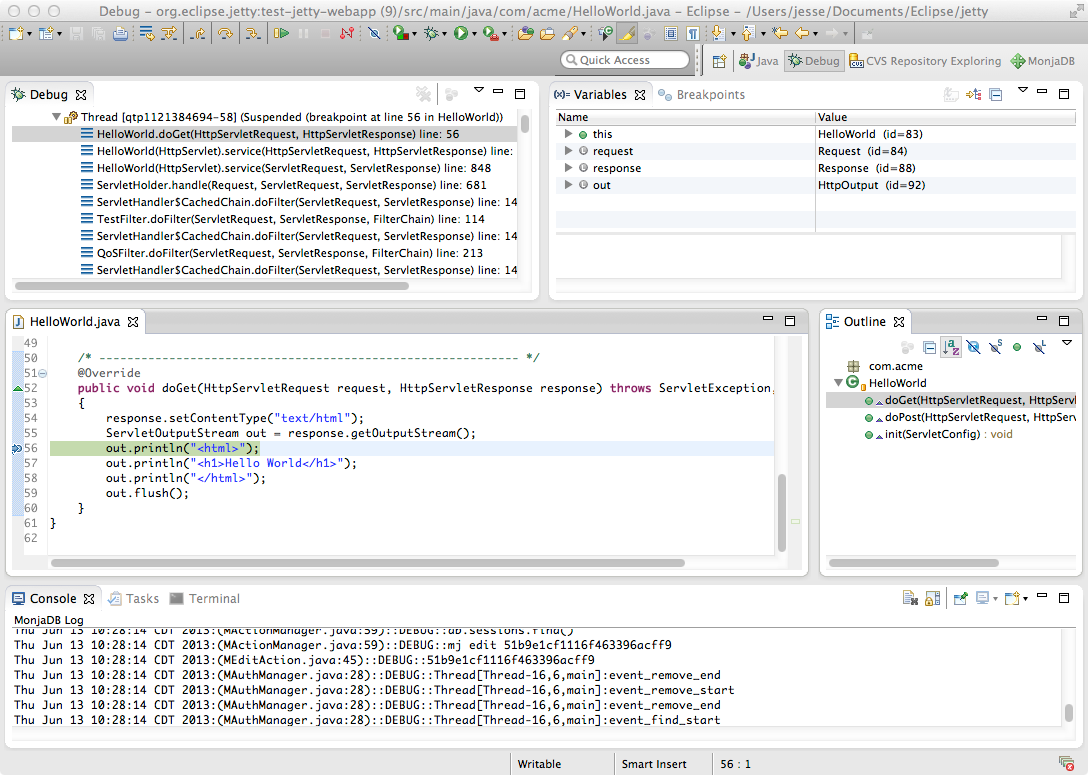 Debug - org.eclipse.jetty:test-jetty-webapp (9)/src/main/java/com/acme/HelloWorld.java - Eclipse - /Users/jesse/Documents/Eclipse/jetty
Quick Access
Java
Debug
CVS Repository Exploring
MonjaDB
Debug
Thread [qtp1121384694-58] (Suspended (breakpoint at line 56 in HelloWorld))
HelloWorld.doGet(HttpServletRequest, HttpServletResponse) line: 56
HelloWorld(HttpServlet).service(HttpServletRequest, HttpServletResponse) line:
HelloWorld(HttpServlet).service(ServletRequest, ServletResponse) line: 848
ServletHolder.handle(Request, ServletRequest, ServletResponse) line: 681
ServletHandler$CachedChain.doFilter(ServletRequest, ServletResponse) line: 14
TestFilter.doFilter(ServletRequest, ServletResponse, FilterChain) line: 114
ServletHandler$CachedChain.doFilter(ServletRequest, ServletResponse) line: 14
QoSFilter.doFilter(ServletRequest, ServletResponse, FilterChain) line: 213
ServletHandler$CachedChain.doFilter(ServletRequest, ServletResponse) line: 14
(x)= Variables
Breakpoints
Name Value
this HelloWorld (id=83)
request Request (id=84)
response Response (id=88)
out HttpOutput (id=92)
HelloWorld.java
49
50 /* ------------------------------------------------------------ */
51 @Override
52 public void doGet(HttpServletRequest request, HttpServletResponse response) throws ServletException,
53 {
54 response.setContentType("text/html");
55 ServletOutputStream out = response.getOutputStream();
56 out.println("<html>");
57 out.println("<h1>Hello World</h1>");
58 out.println("</html>");
59 out.flush();
60 }
61 }
62
Outline
com.acme
HelloWorld
doGet(HttpServletRequest, HttpServl
doPost(HttpServletRequest, HttpServ
init(ServletConfig) : void
Console
Tasks
Terminal
MonjaDB Log
Thu Jun 13 10:28:14 CDT 2013:(MActionManager.java:59)::DEBUG::db.sessions.find()
Thu Jun 13 10:28:14 CDT 2013:(MActionManager.java:59)::DEBUG::mj edit 51b9e1cf1116f463396acff9
Thu Jun 13 10:28:14 CDT 2013:(MEditAction.java:45)::DEBUG::51b9e1cf1116f463396acff9
Thu Jun 13 10:28:14 CDT 2013:(MAuthManager.java:28)::DEBUG::Thread[Thread-16,6,main]:event_remove_end
Thu Jun 13 10:28:14 CDT 2013:(MAuthManager.java:28)::DEBUG::Thread[Thread-16,6,main]:event_remove_start
Thu Jun 13 10:28:14 CDT 2013:(MAuthManager.java:28)::DEBUG::Thread[Thread-16,6,main]:event_remove_end
Thu Jun 13 10:28:14 CDT 2013:(MAuthManager.java:28)::DEBUG::Thread[Thread-16,6,main]:event_find_start
Writable
Smart Insert
56 : 1